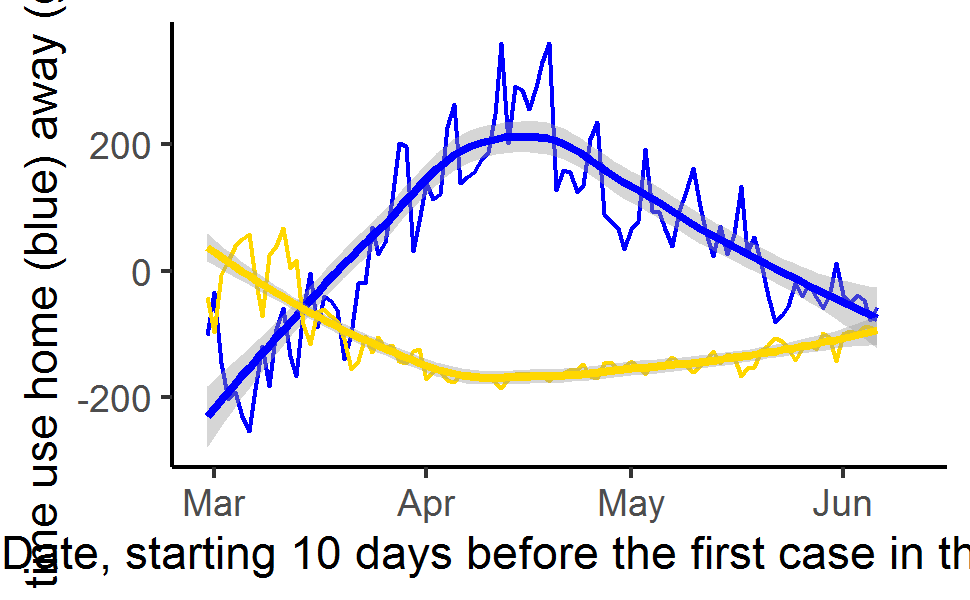 time use home (blue) away (
200
0
-200
Mar
Apr
May
Jun
Date, starting 10 days before the first case in th